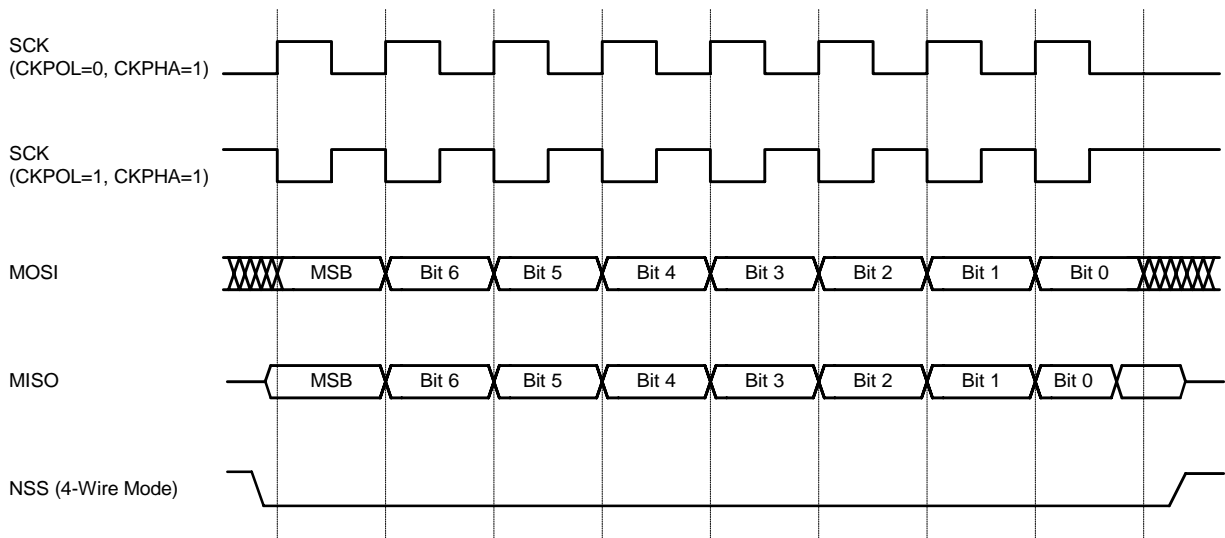 SCK
(CKPOL=0, CKPHA=1)
SCK
(CKPOL=1, CKPHA=1)
MOSI
MSB
Bit 6
Bit 5
Bit 4
Bit 3
Bit 2
Bit 1
Bit 0
MISO
MSB
Bit 6
Bit 5
Bit 4
Bit 3
Bit 2
Bit 1
Bit 0
NSS (4-Wire Mode)